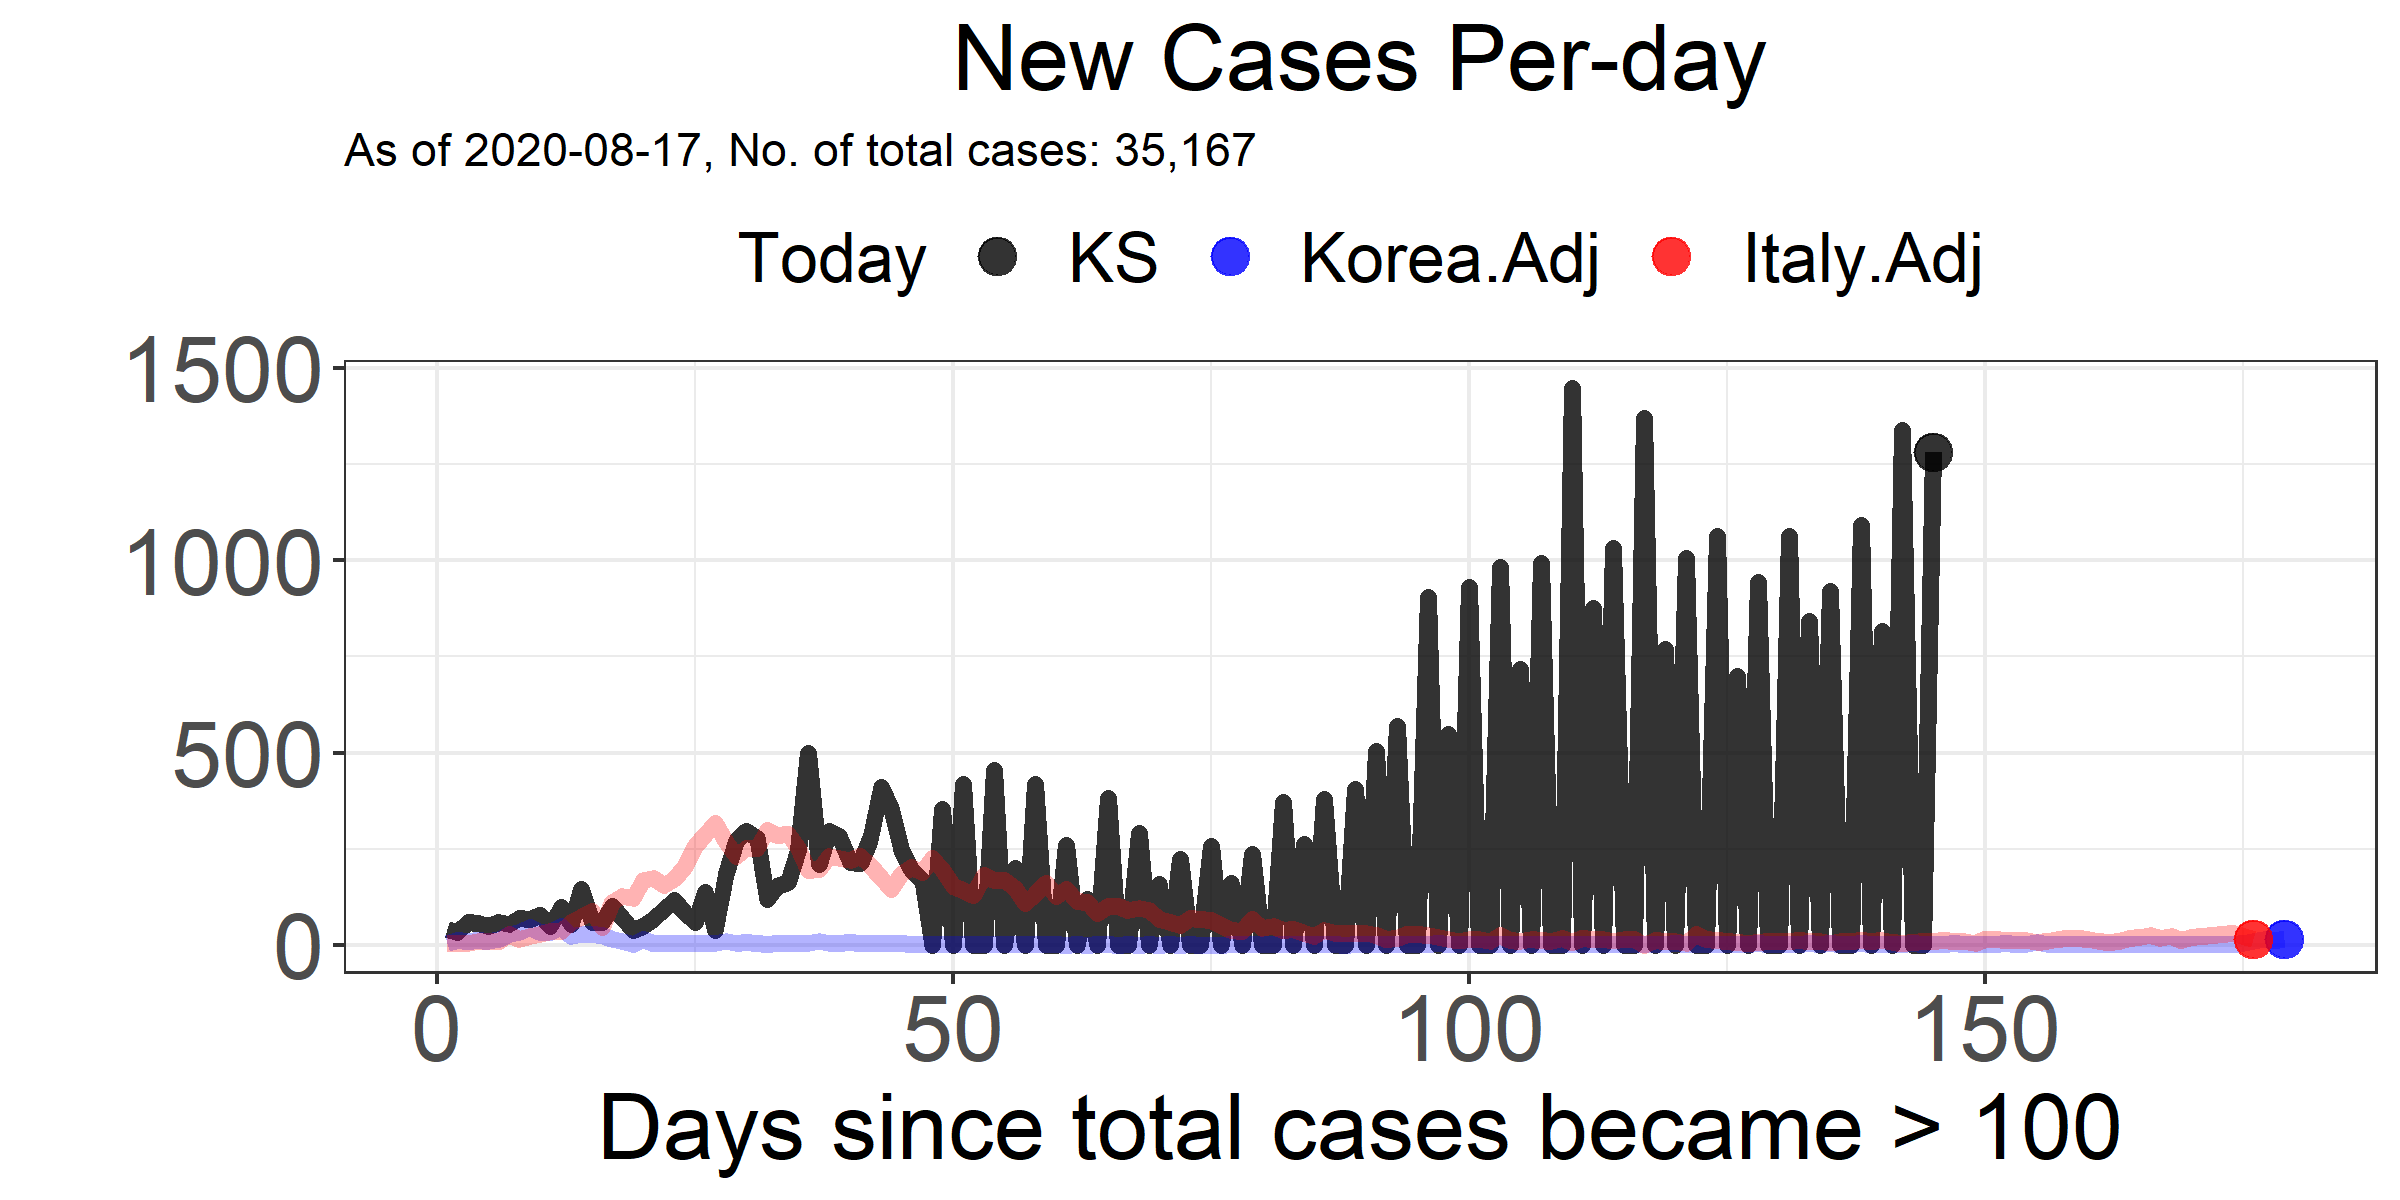 New Cases Per-day
As of 2020-08-17, No. of total cases: 35,167
Today KS Korea.Adj Italy.Adj
1500
1000
500
0
0 50 100 150
Days since total cases became > 100